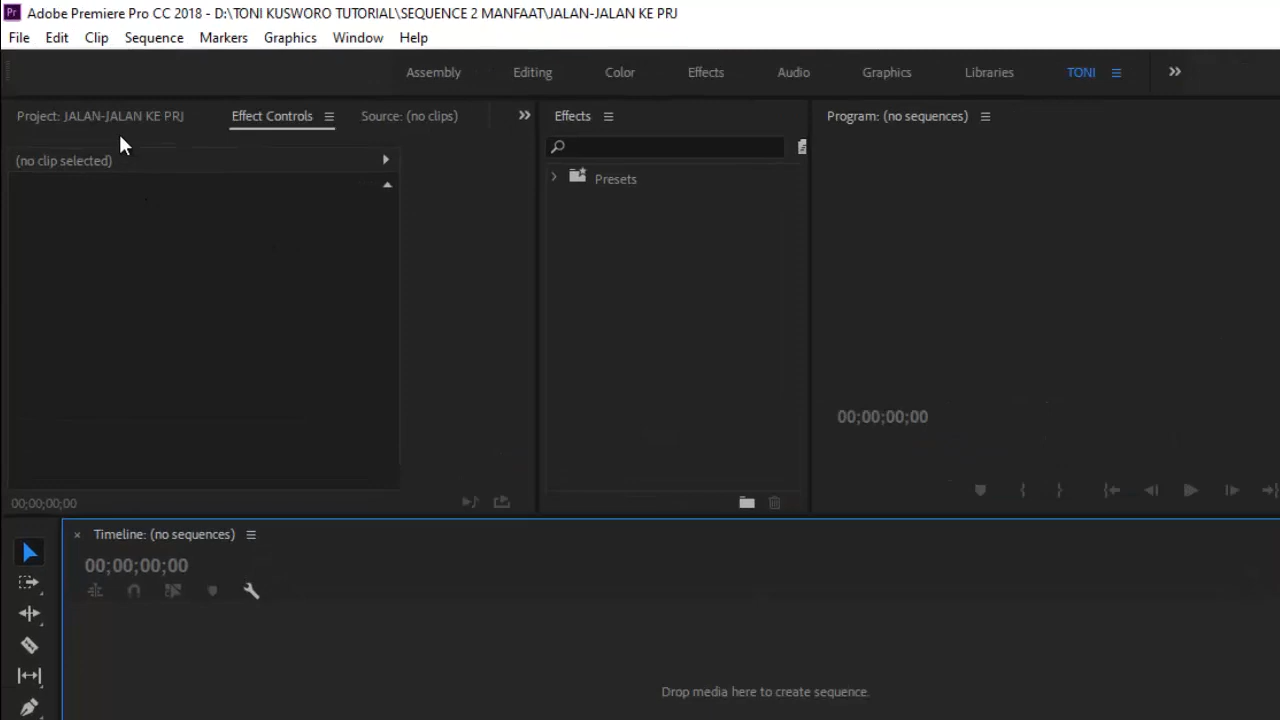 Pr Adobe Premiere Pro CC 2018 - D:\TONI KUSWORO TUTORIAL\SEQUENCE 2 MANFAAT\JALAN-JALAN KE PRJ
File Edit Clip Sequence Markers Graphics Window Help
Assembly Editing Color Effects Audio Graphics Libraries TONI
Project: JALAN-JALAN KE PRJ Effect Controls Source: (no clips) Effects Program: (no sequences)
(no clip selected)
Presets
00;00;00;00
00;00;00;00
Timeline: (no sequences)
00;00;00;00
Drop media here to create sequence.